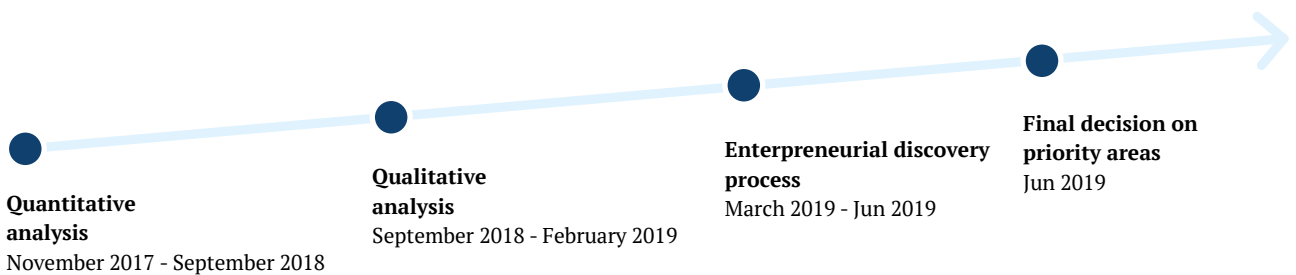 Quantitative
analysis
November 2017 - September 2018
Qualitative
analysis
September 2018 - February 2019
Enterpreneurial discovery
process
March 2019 - Jun 2019
Final decision on
priority areas
Jun 2019